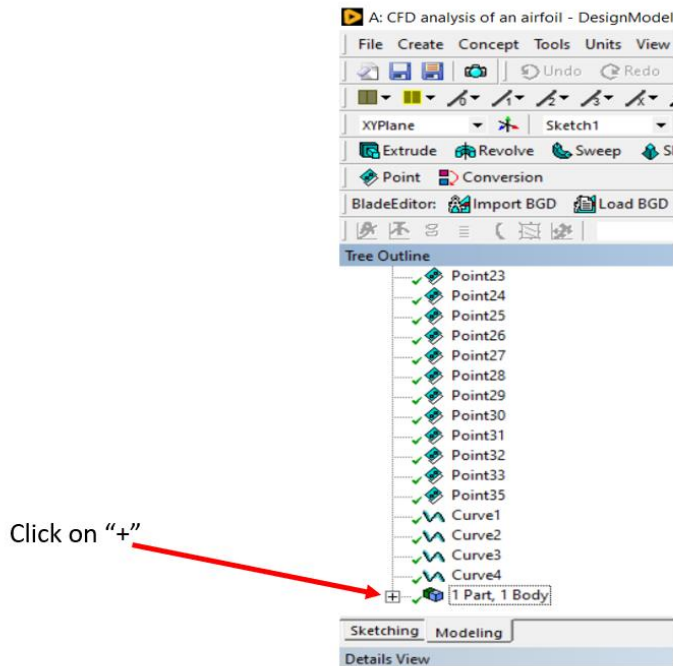 A: CFD analysis of an airfoil - DesignModel
File Create Concept Tools Units View
Undo Redo
XYPlane Sketch1
Extrude Revolve Sweep
Point Conversion
BladeEditor: Import BGD Load BGD
Tree Outline
Point23
Point24
Point25
Point26
Point27
Point28
Point29
Point30
Point31
Point32
Point33
Point35
Curve1
Curve2
Curve3
Curve4
Click on “+”
1 Part, 1 Body
Sketching Modeling
Details View